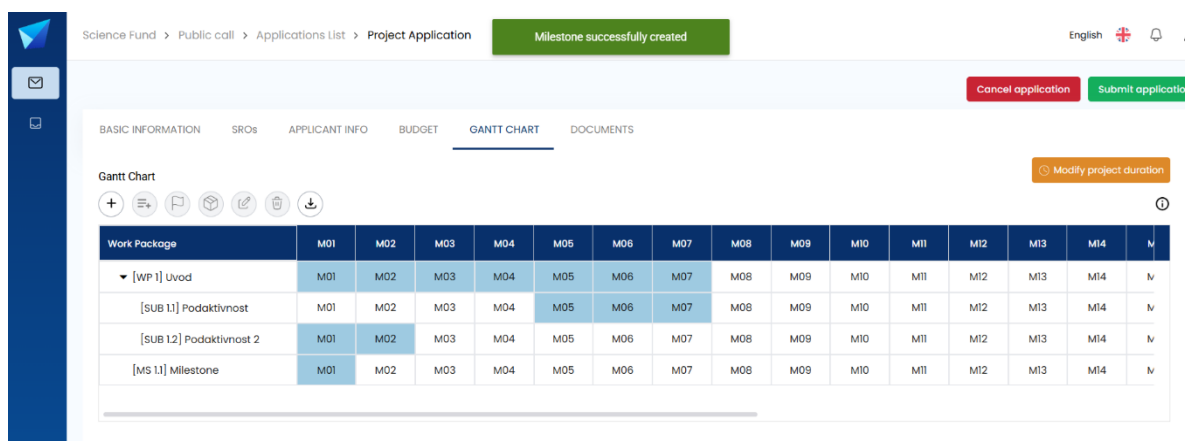 Science Fund > Public call > Applications List > Project Application
Milestone successfully created
English
Cancel application
Submit applicatio
BASIC INFORMATION SROs APPLICANT INFO BUDGET GANTT CHART DOCUMENTS
Modify project duration
Gantt Chart
Work Package M01 M02 M03 M04 M05 M06 M07 M08 M09 M10 M11 M12 M13 M14
[WP 1] Uvod M01 M02 M03 M04 M05 M06 M07 M08 M09 M10 M11 M12 M13 M14
[SUB 1.1] Podaktivnost M01 M02 M03 M04 M05 M06 M07 M08 M09 M10 M11 M12 M13 M14
[SUB 1.2] Podaktivnost 2 M01 M02 M03 M04 M05 M06 M07 M08 M09 M10 M11 M12 M13 M14
[MS 1.1] Milestone M01 M02 M03 M04 M05 M06 M07 M08 M09 M10 M11 M12 M13 M14